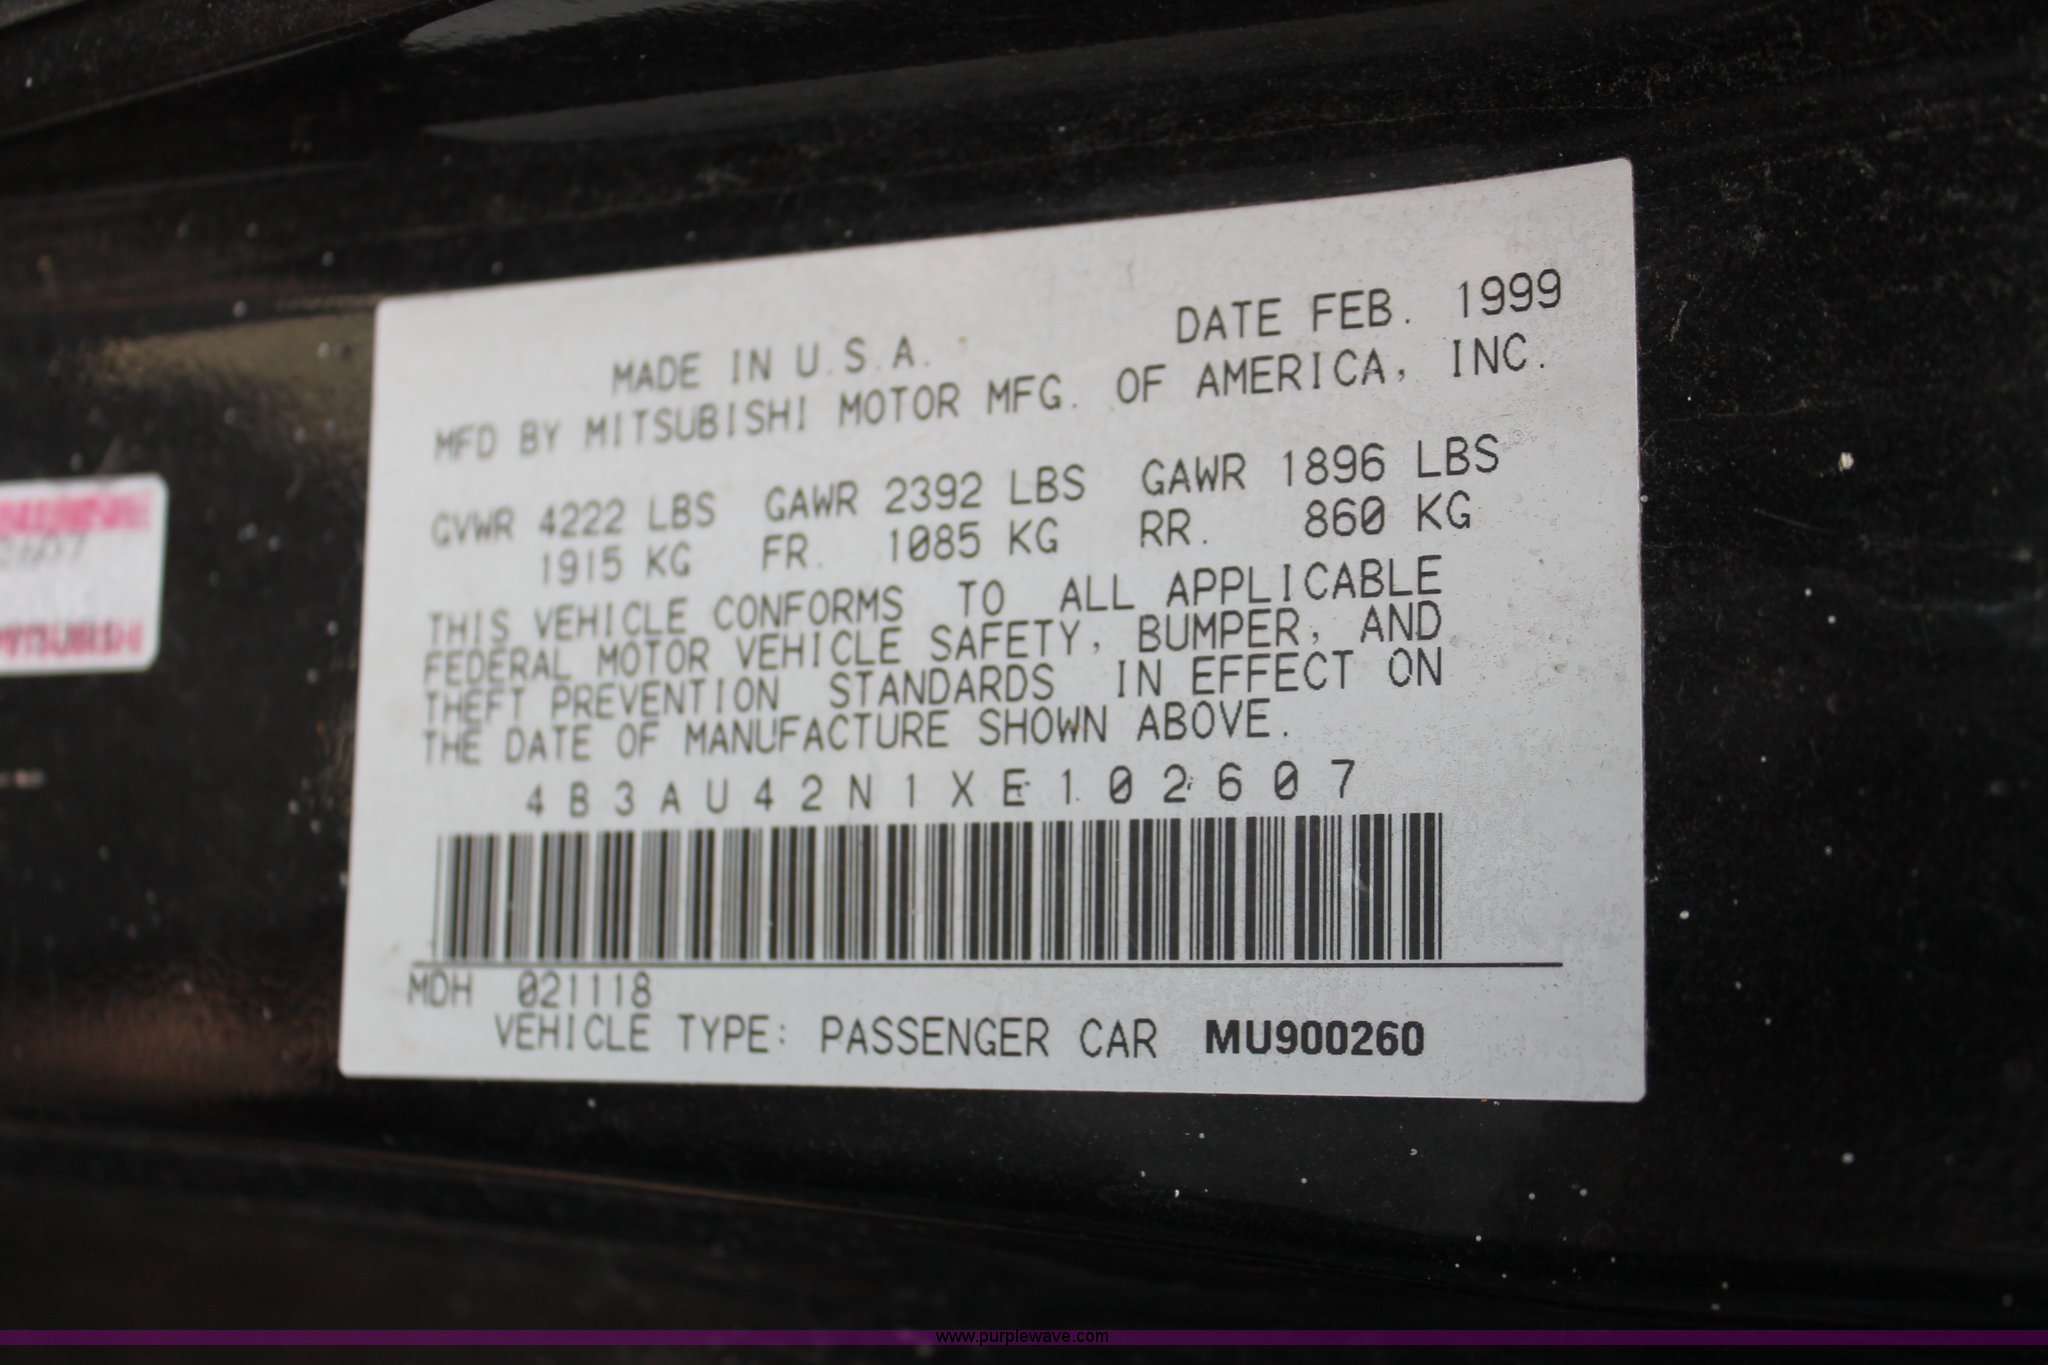 DATE FEB. 1999
MADE IN U.S.A.
MFD BY MITSUBISHI MOTOR MFG. OF AMERICA, INC.
GVWR 4222 LBS GAWR 2392 LBS GAWR 1896 LBS
1915 KG FR. 1085 KG RR. 860 KG
THIS VEHICLE CONFORMS TO ALL APPLICABLE
FEDERAL MOTOR VEHICLE SAFETY, BUMPER, AND
THEFT PREVENTION STANDARDS IN EFFECT ON
THE DATE OF MANUFACTURE SHOWN ABOVE.
4B3AU42N1XE102607
MDH 021118
VEHICLE TYPE: PASSENGER CAR MU900260
MITSUBISHI
www.purplewave.com